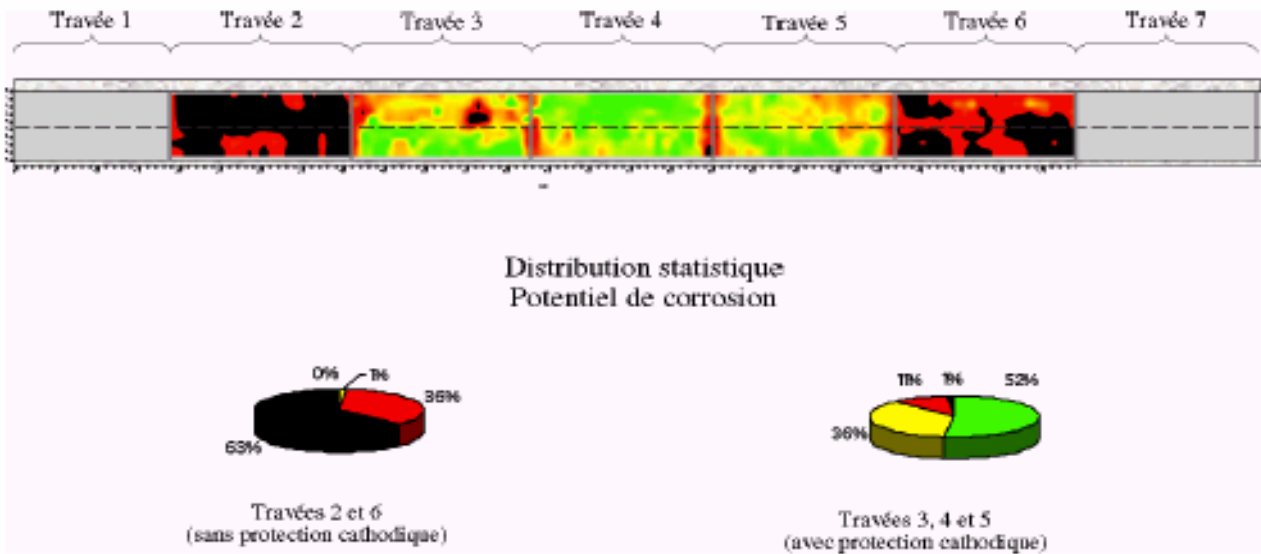 Travée 1 Travée 2 Travée 3 Travée 4 Travée 5 Travée 6 Travée 7
Distribution statistique
Potentiel de corrosion
0% 1%
36%
63%
11% 1% 52%
36%
Travées 2 et 6
(sans protection cathodique)
Travées 3, 4 et 5
(avec protection cathodique)